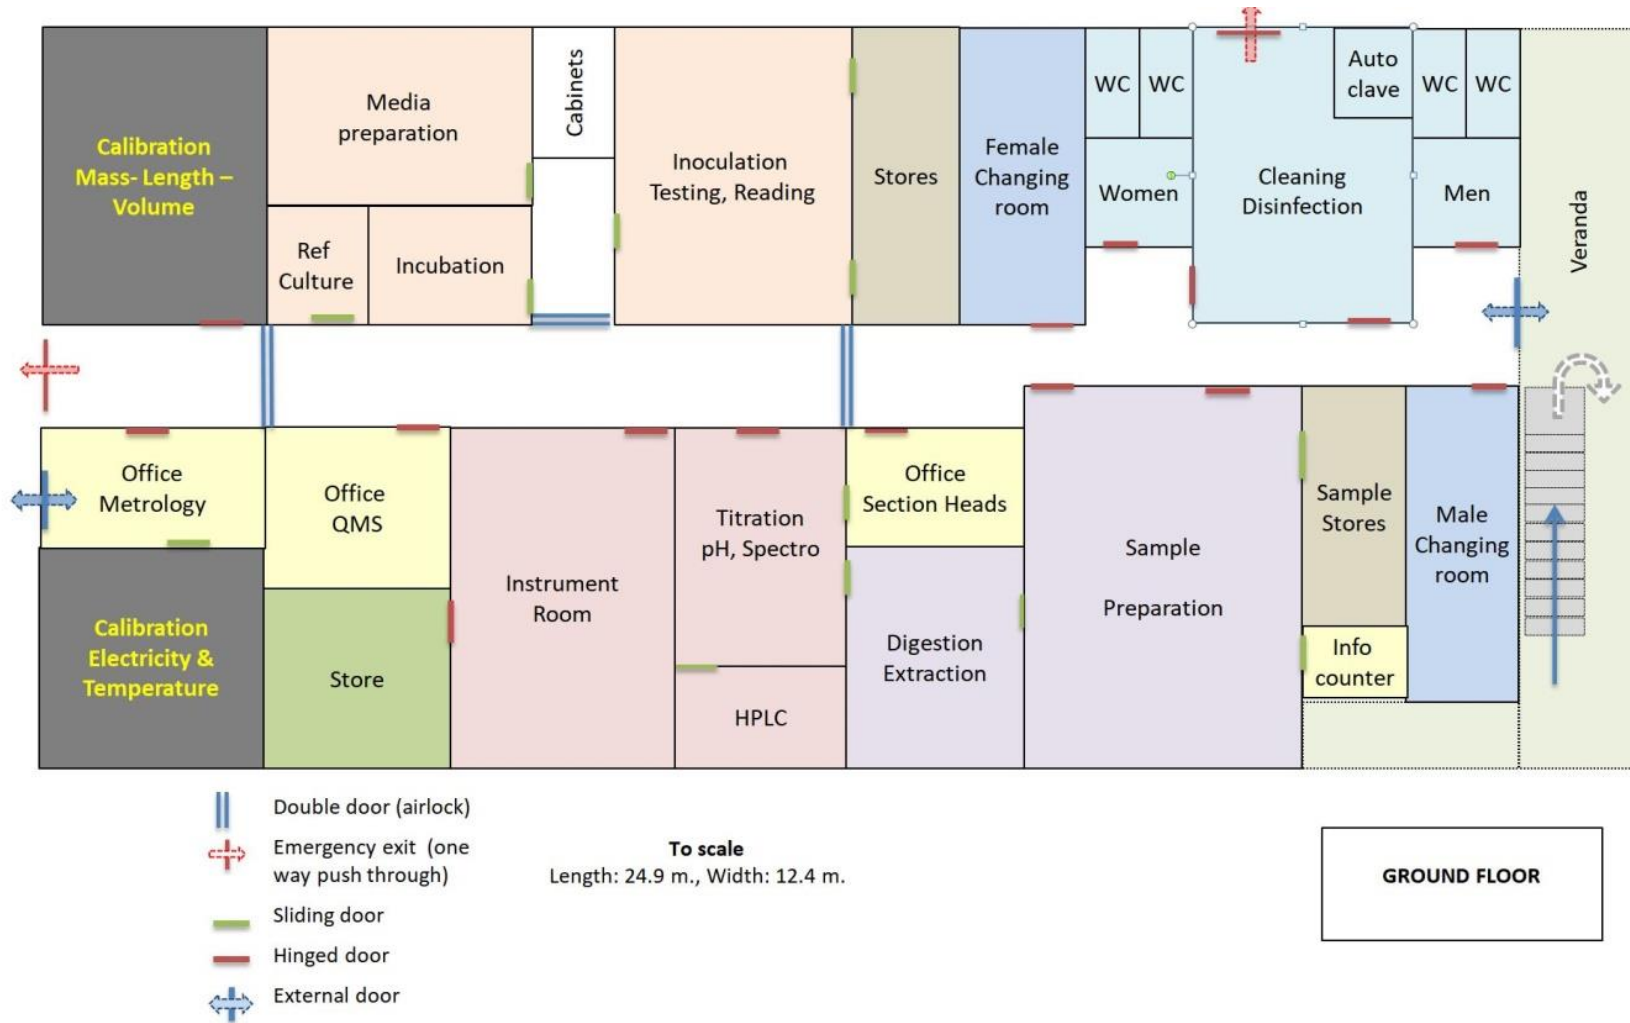 Calibration
Mass- Length –
Volume
Media
preparation
Cabinets
Ref
Culture
Incubation
Inoculation
Testing, Reading
Stores
Female
Changing
room
WC
WC
Women
Cleaning
Disinfection
Auto
clave
WC
WC
Men
Veranda
Office
Metrology
Office
QMS
Calibration
Electricity &
Temperature
Store
Instrument
Room
Titration
pH, Spectro
HPLC
Office
Section Heads
Digestion
Extraction
Sample
Preparation
Sample
Stores
Info
counter
Male
Changing
room
Double door (airlock)
Emergency exit (one
way push through)
Sliding door
Hinged door
External door
To scale
Length: 24.9 m., Width: 12.4 m.
GROUND FLOOR